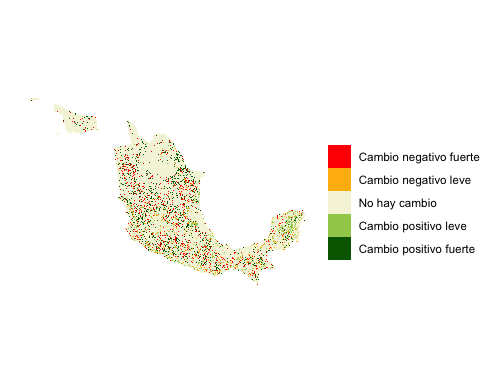 Cambio negativo fuerte
Cambio negativo leve
No hay cambio
Cambio positivo leve
Cambio positivo fuerte